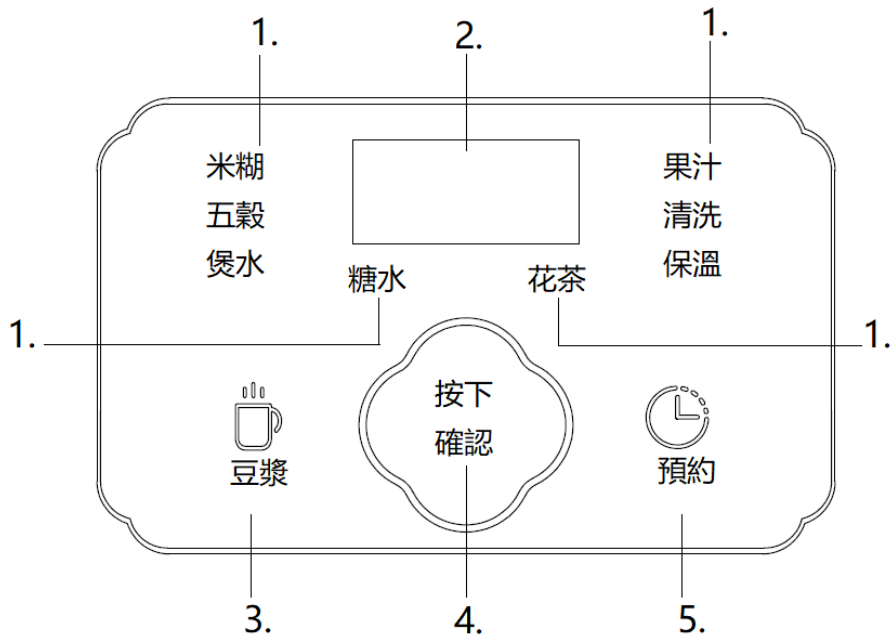 1.
2.
1.
米糊
五穀
煲水
果汁
清洗
保溫
糖水
花茶
1.
1.
按下
確認
豆漿
預約
3.
4.
5.